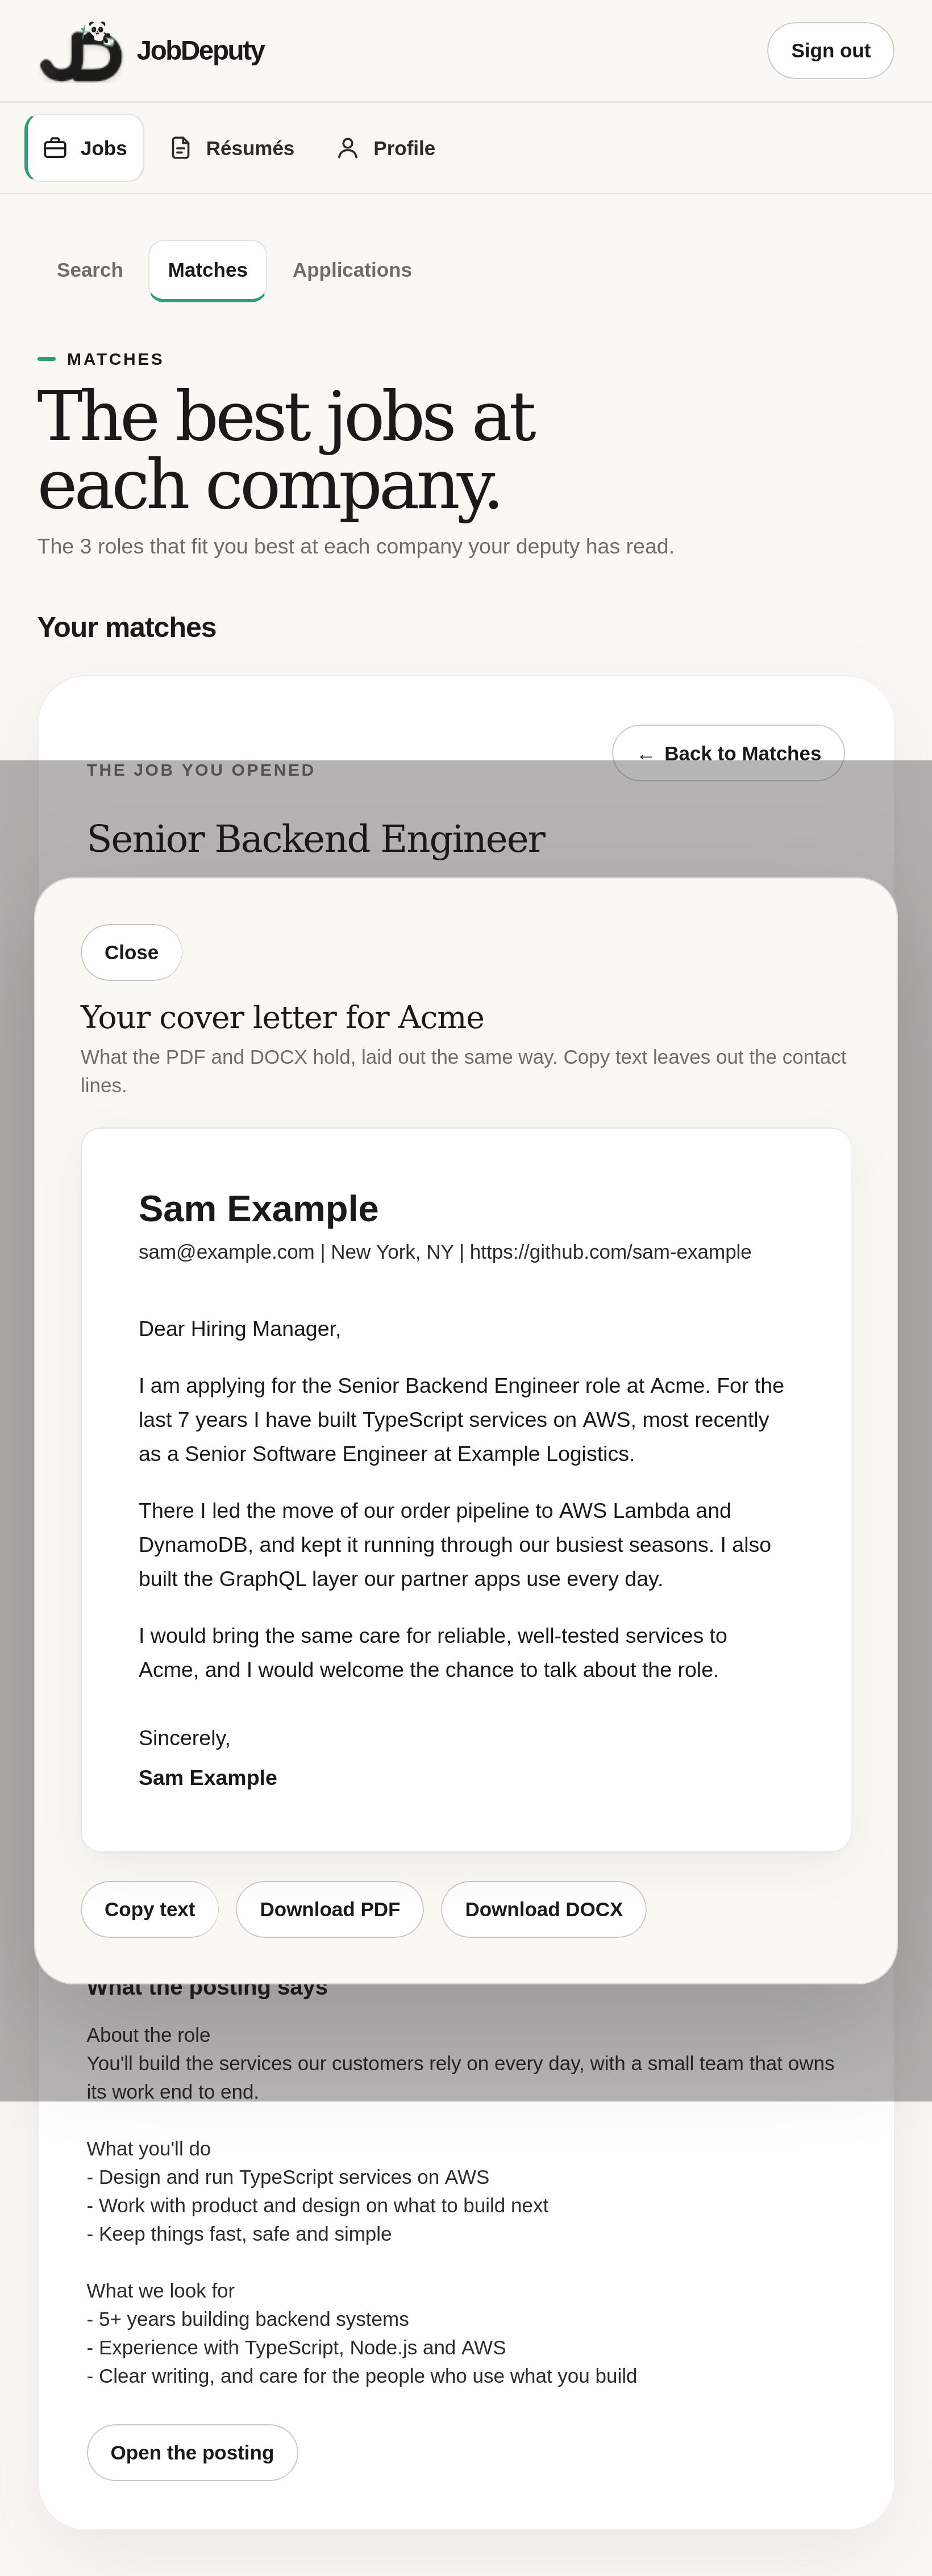 JD JobDeputy
Sign out
Jobs
Résumés
Profile
Search
Matches
Applications
MATCHES
The best jobs at
each company.
The 3 roles that fit you best at each company your deputy has read.
Your matches
← Back to Matches
THE JOB YOU OPENED
Senior Backend Engineer
Close
Your cover letter for Acme
What the PDF and DOCX hold, laid out the same way. Copy text leaves out the contact
lines.
Sam Example
sam@example.com | New York, NY | https://github.com/sam-example
Dear Hiring Manager,
I am applying for the Senior Backend Engineer role at Acme. For the
last 7 years I have built TypeScript services on AWS, most recently
as a Senior Software Engineer at Example Logistics.
There I led the move of our order pipeline to AWS Lambda and
DynamoDB, and kept it running through our busiest seasons. I also
built the GraphQL layer our partner apps use every day.
I would bring the same care for reliable, well-tested services to
Acme, and I would welcome the chance to talk about the role.
Sincerely,
Sam Example
Copy text
Download PDF
Download DOCX
What the posting says
About the role
You'll build the services our customers rely on every day, with a small team that owns
its work end to end.
What you'll do
- Design and run TypeScript services on AWS
- Work with product and design on what to build next
- Keep things fast, safe and simple
What we look for
- 5+ years building backend systems
- Experience with TypeScript, Node.js and AWS
- Clear writing, and care for the people who use what you build
Open the posting